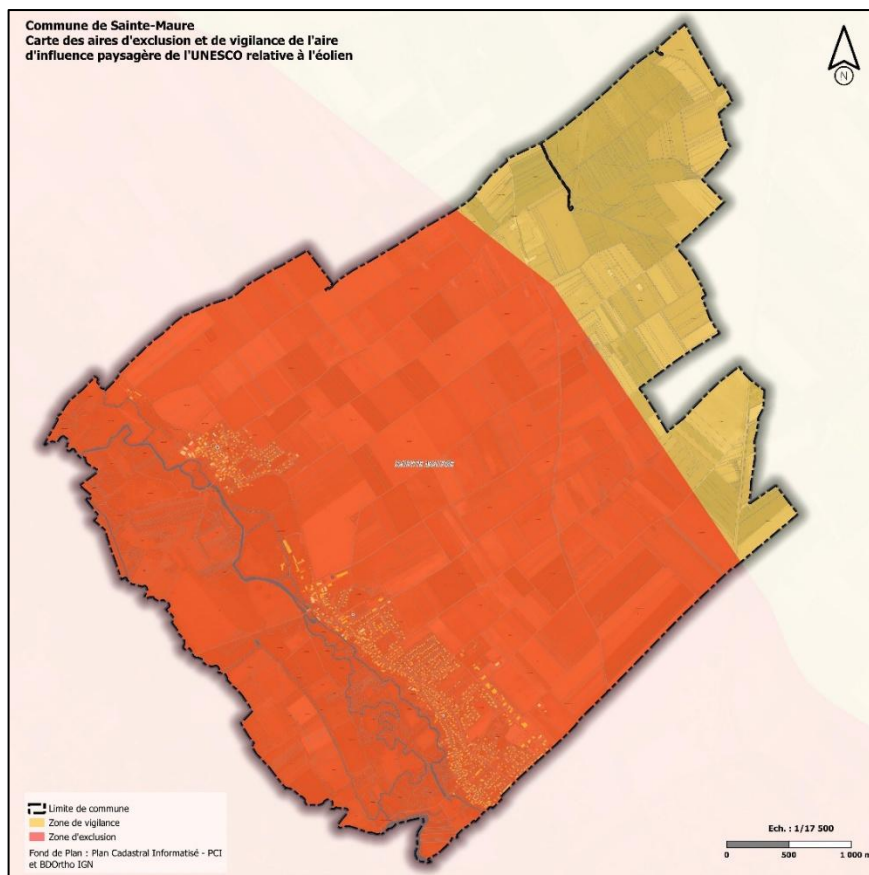 Commune de Sainte-Maure
Carte des aires d'exclusion et de vigilance de l'aire
d'influence paysagère de l'UNESCO relative à l'éolien
N
SAINTE-MAURE
Limite de commune
Zone de vigilance
Zone d'exclusion
Fond de Plan : Plan Cadastral Informatisé - PCI
et BDOrtho IGN
Ech. : 1/17 500
0 500 1 000 m